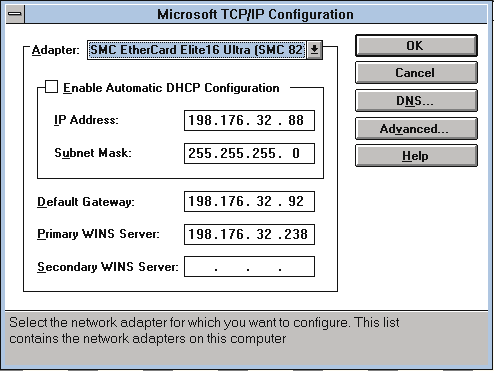 Microsoft TCP/IP Configuration
Adapter: SMC EtherCard Elite16 Ultra (SMC 82
OK
Cancel
DNS...
Advanced...
Help
Enable Automatic DHCP Configuration
IP Address: 198.176. 32 . 88
Subnet Mask: 255.255.255. 0
Default Gateway: 198.176. 32 . 92
Primary WINS Server: 198.176. 32 .238
Secondary WINS Server: . . .
Select the network adapter for which you want to configure. This list
contains the network adapters on this computer